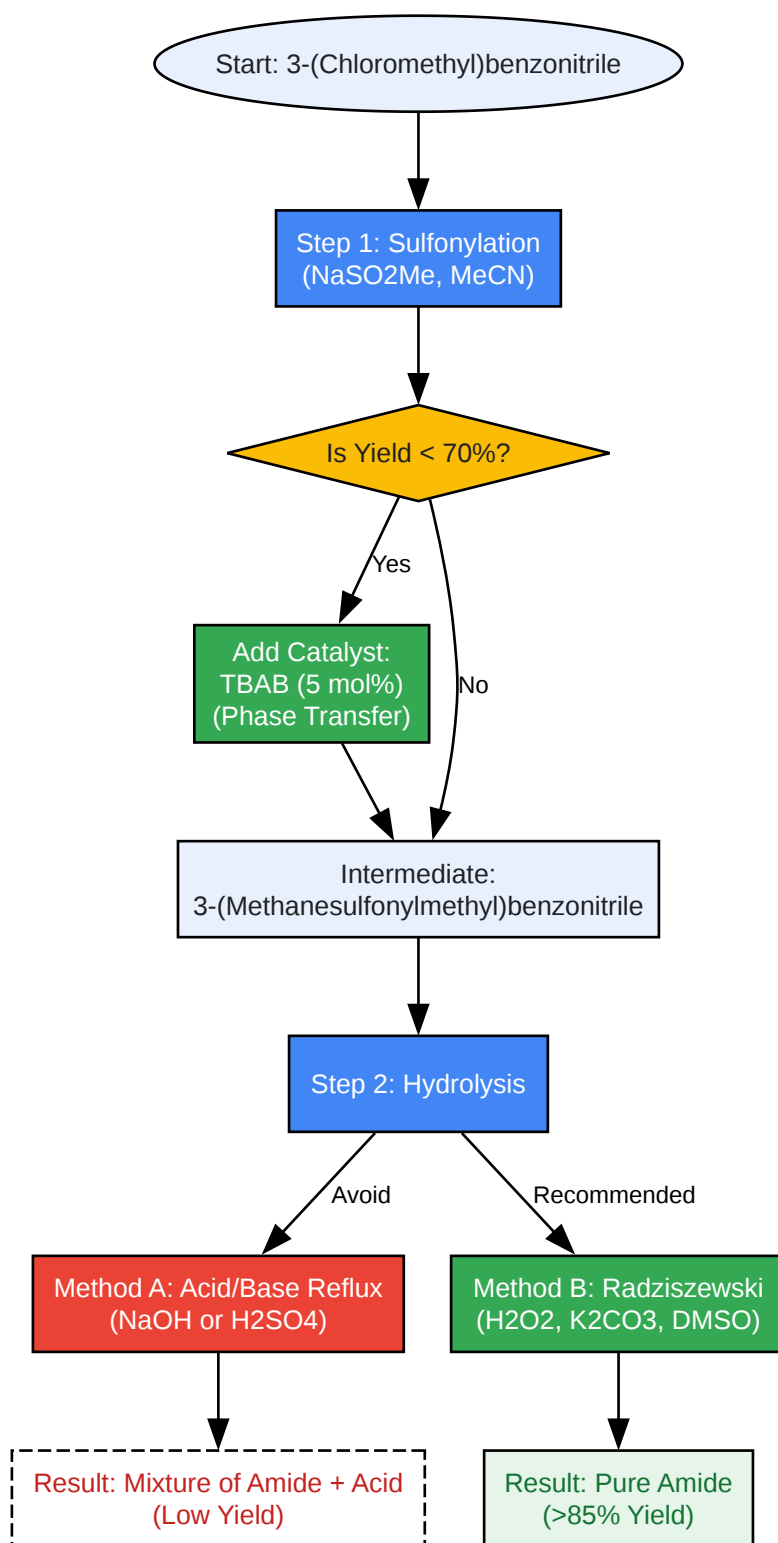 Start: 3-(Chloromethyl)benzonitrile
Step 1: Sulfonylation
(NaSO2Me, MeCN)
Is Yield < 70%?
Yes
Add Catalyst:
TBAB (5 mol%)
(Phase Transfer)
No
Intermediate:
3-(Methanesulfonylmethyl)benzonitrile
Step 2: Hydrolysis
Avoid
Recommended
Method A: Acid/Base Reflux
(NaOH or H2SO4)
Method B: Radziszewski
(H2O2, K2CO3, DMSO)
Result: Mixture of Amide + Acid
(Low Yield)
Result: Pure Amide
(>85% Yield)